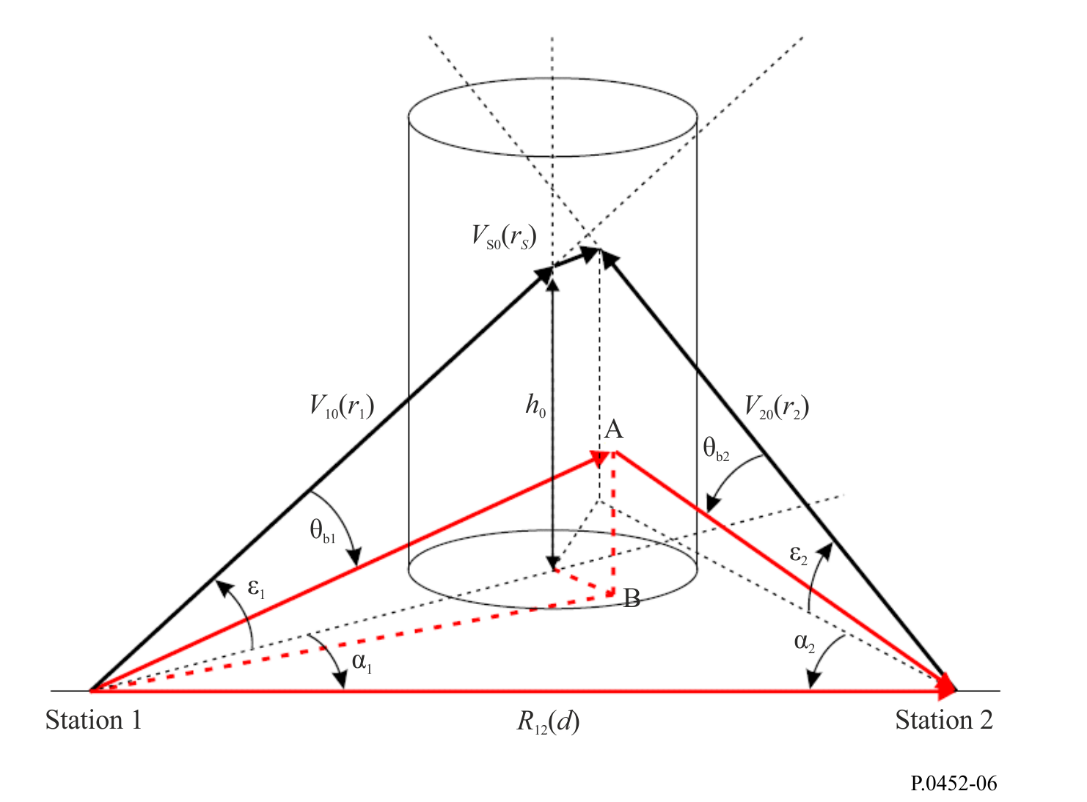 V_S0(r_S)
V_10(r_1)
h_0
V_20(r_2)
A
θ_b2
θ_b1
ε_2
ε_1
B
α_2
α_1
Station 1
R_12(d)
Station 2
P.0452-06